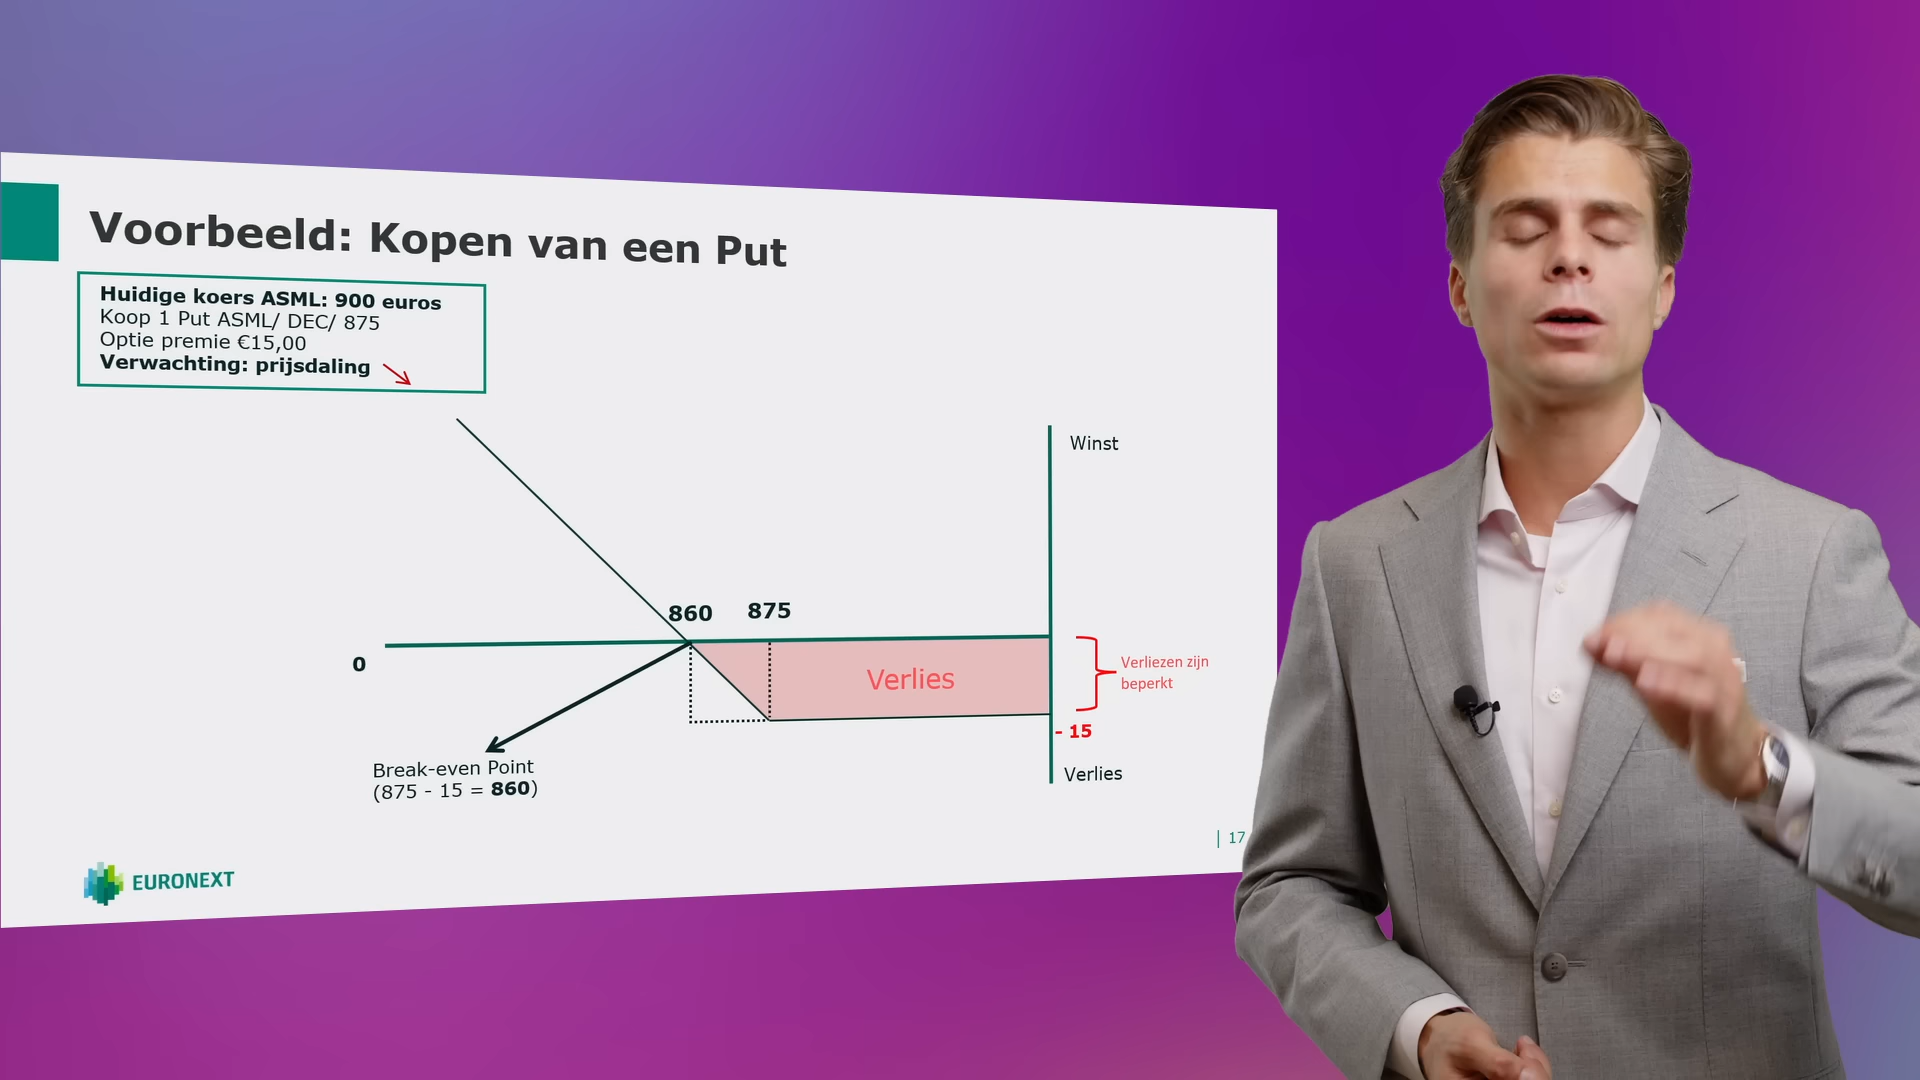 Voorbeeld: Kopen van een Put
Huidige koers ASML: 900 euros
Koop 1 Put ASML/ DEC/ 875
Optie premie €15,00
Verwachting: prijsdaling
Winst
860
875
0
Verlies
Verliezen zijn
beperkt
- 15
Verlies
Break-even Point
(875 - 15 = 860)
| 17
EURONEXT